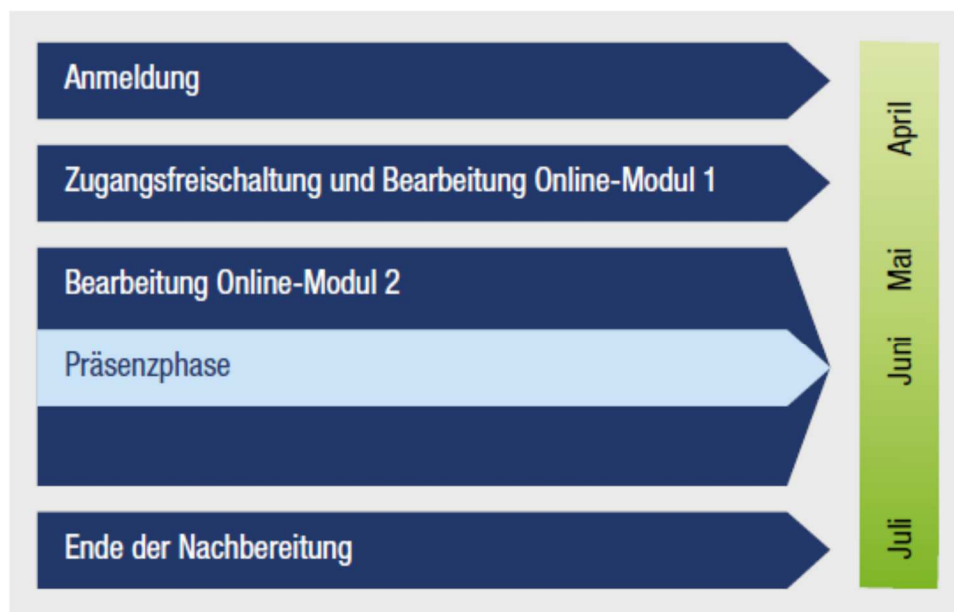 Anmeldung
Zugangsfreischaltung und Bearbeitung Online-Modul 1
Bearbeitung Online-Modul 2
Präsenzphase
Ende der Nachbereitung
April
Mai
Juni
Juli